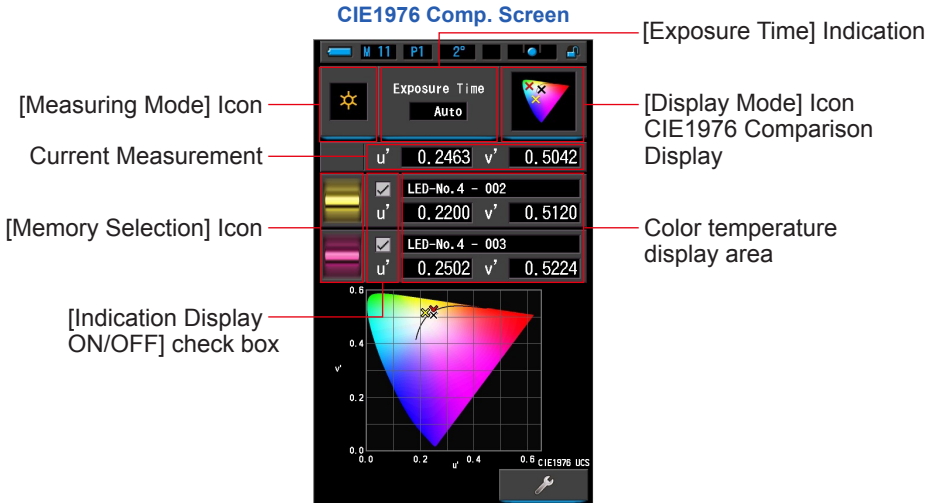 CIE1976 Comp. Screen
[Exposure Time] Indication
M 11 P1 2°
[Measuring Mode] Icon
Exposure Time
Auto
[Display Mode] Icon
CIE1976 Comparison
Display
Current Measurement
u' 0.2463 v' 0.5042
LED-No.4 - 002
u' 0.2200 v' 0.5120
[Memory Selection] Icon
LED-No.4 - 003
u' 0.2502 v' 0.5224
Color temperature
display area
[Indication Display
ON/OFF] check box
0.6
0.4
v'
0.2
0.0
0.0 0.2 u' 0.4 0.6 CIE1976 UCS